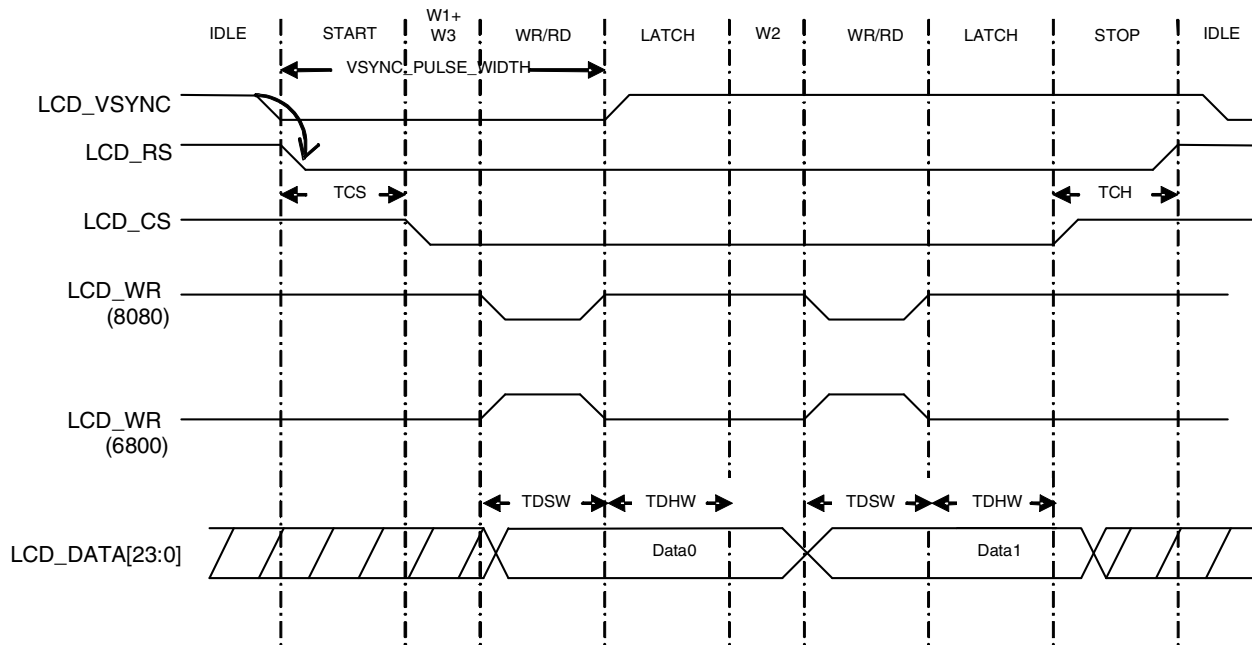 W1+
IDLE START W3 WR/RD LATCH W2 WR/RD LATCH STOP IDLE
VSYNC_PULSE_WIDTH
LCD_VSYNC
LCD_RS
TCS TCH
LCD_CS
LCD_WR
(8080)
LCD_WR
(6800)
TDSW TDHW TDSW TDHW
LCD_DATA[23:0] Data0 Data1